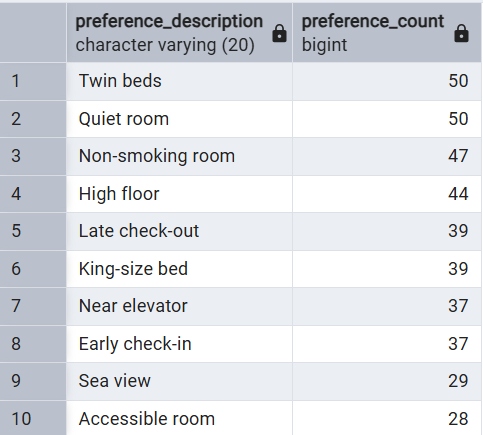 preference_description preference_count
character varying (20) bigint
1 Twin beds 50
2 Quiet room 50
3 Non-smoking room 47
4 High floor 44
5 Late check-out 39
6 King-size bed 39
7 Near elevator 37
8 Early check-in 37
9 Sea view 29
10 Accessible room 28